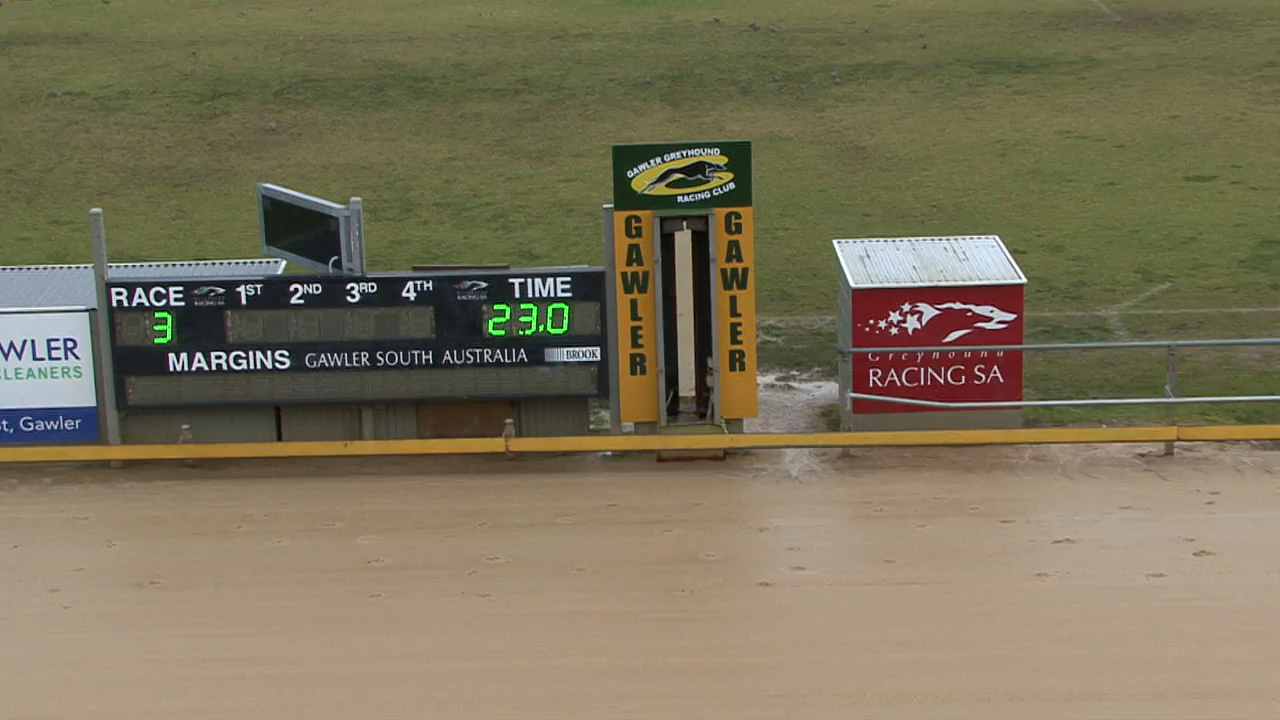 GAWLER GREYHOUND
RACING CLUB
GAWLER
GAWLER
RACE
1ST
2ND
3RD
4TH
TIME
3
23.0
MARGINS
GAWLER SOUTH AUSTRALIA
BROOK
WLER
CLEANERS
t, Gawler
Greyhound
RACING SA